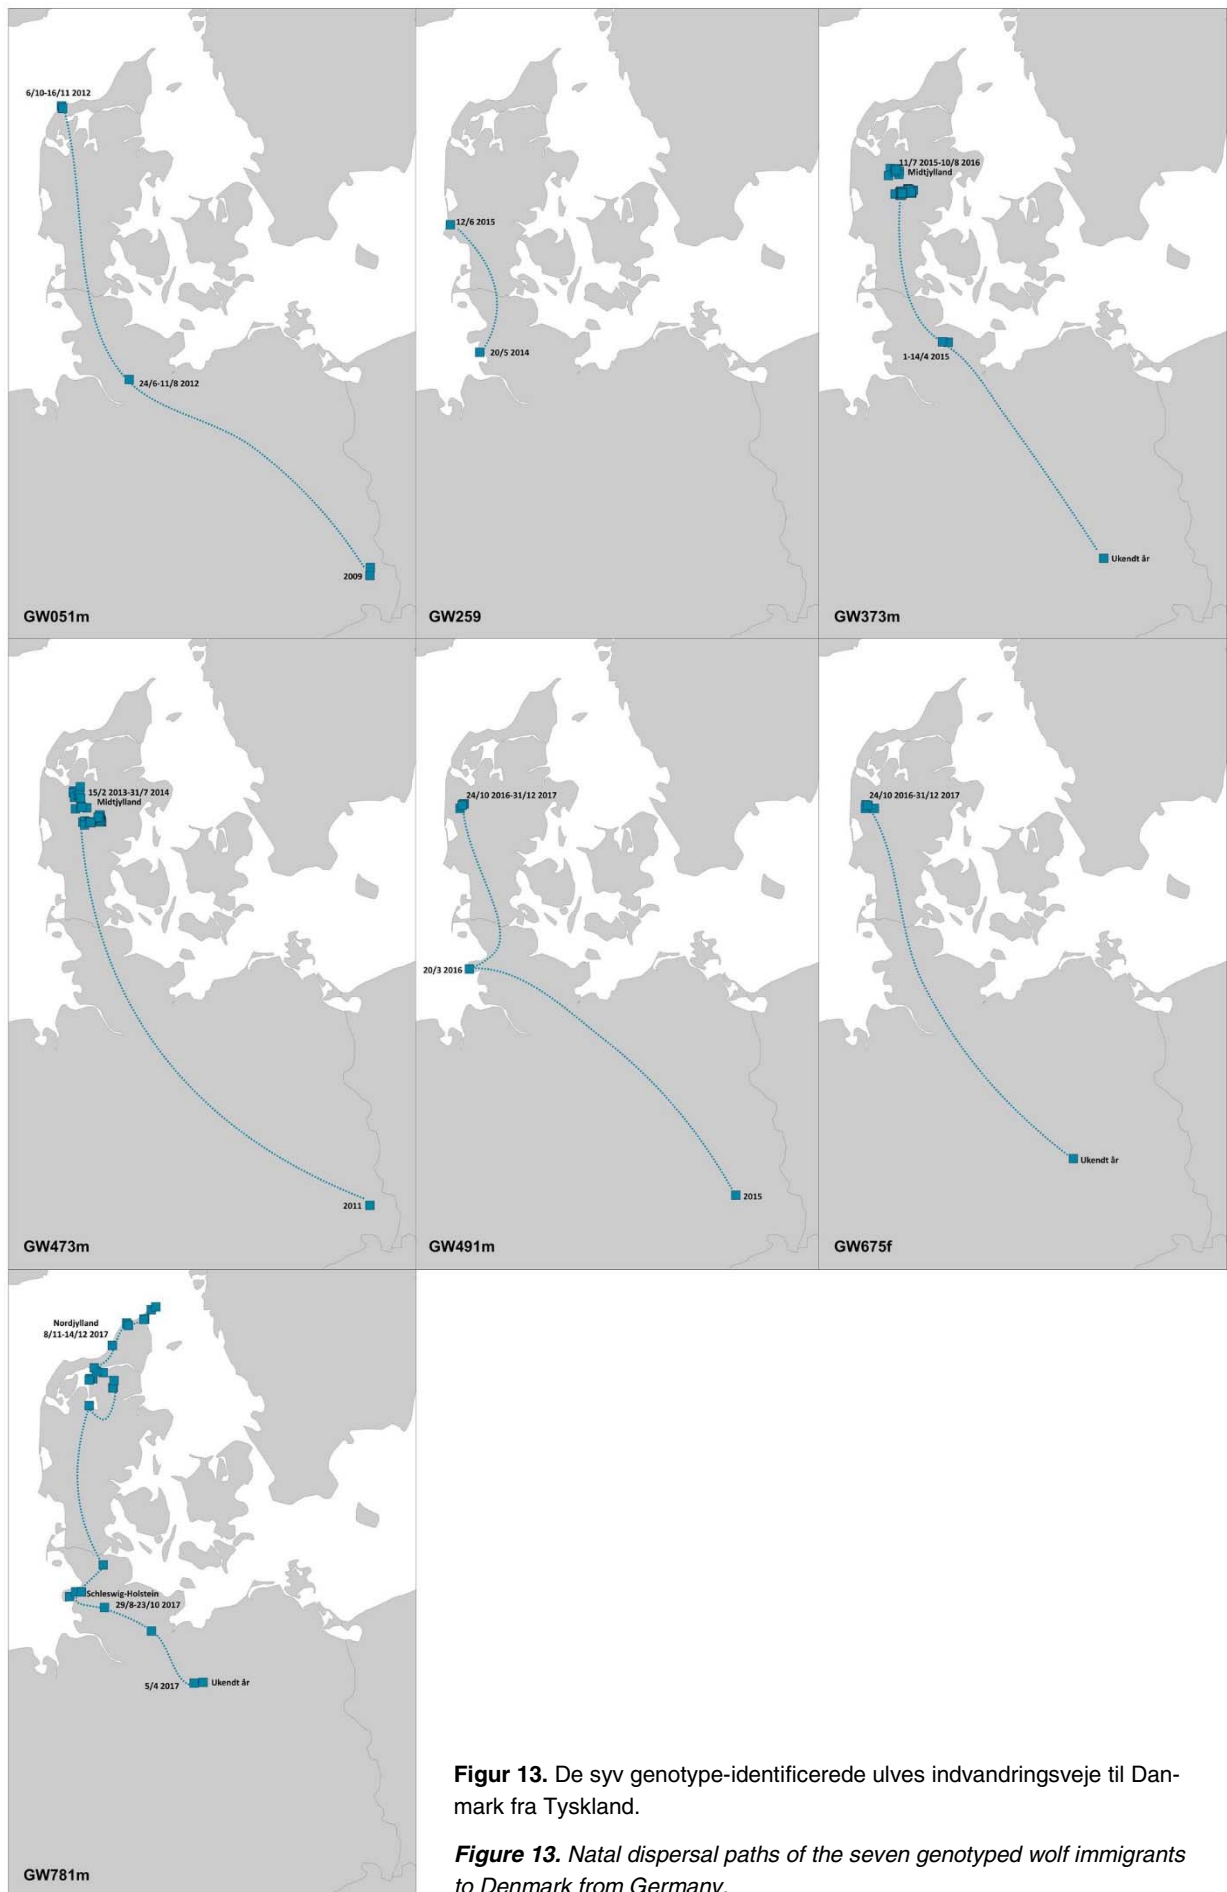 6/10-16/11 2012
24/6-11/8 2012
2009
GW051m
12/6 2015
20/5 2014
GW259
11/7 2015-10/8 2016
Midtjylland
1-14/4 2015
Ukendt år
GW373m
15/2 2013-31/7 2014
Midtjylland
2011
GW473m
24/10 2016-31/12 2017
20/3 2016
2015
GW491m
24/10 2016-31/12 2017
Ukendt år
GW675f
Nordjylland
8/11-14/12 2017
Schleswig-Holstein
29/8-23/10 2017
5/4 2017
Ukendt år
GW781m
Figur 13. De syv genotype-identificerede ulves indvandringsveje til Dan-
mark fra Tyskland.
Figure 13. Natal dispersal paths of the seven genotyped wolf immigrants
to Denmark from Germany.